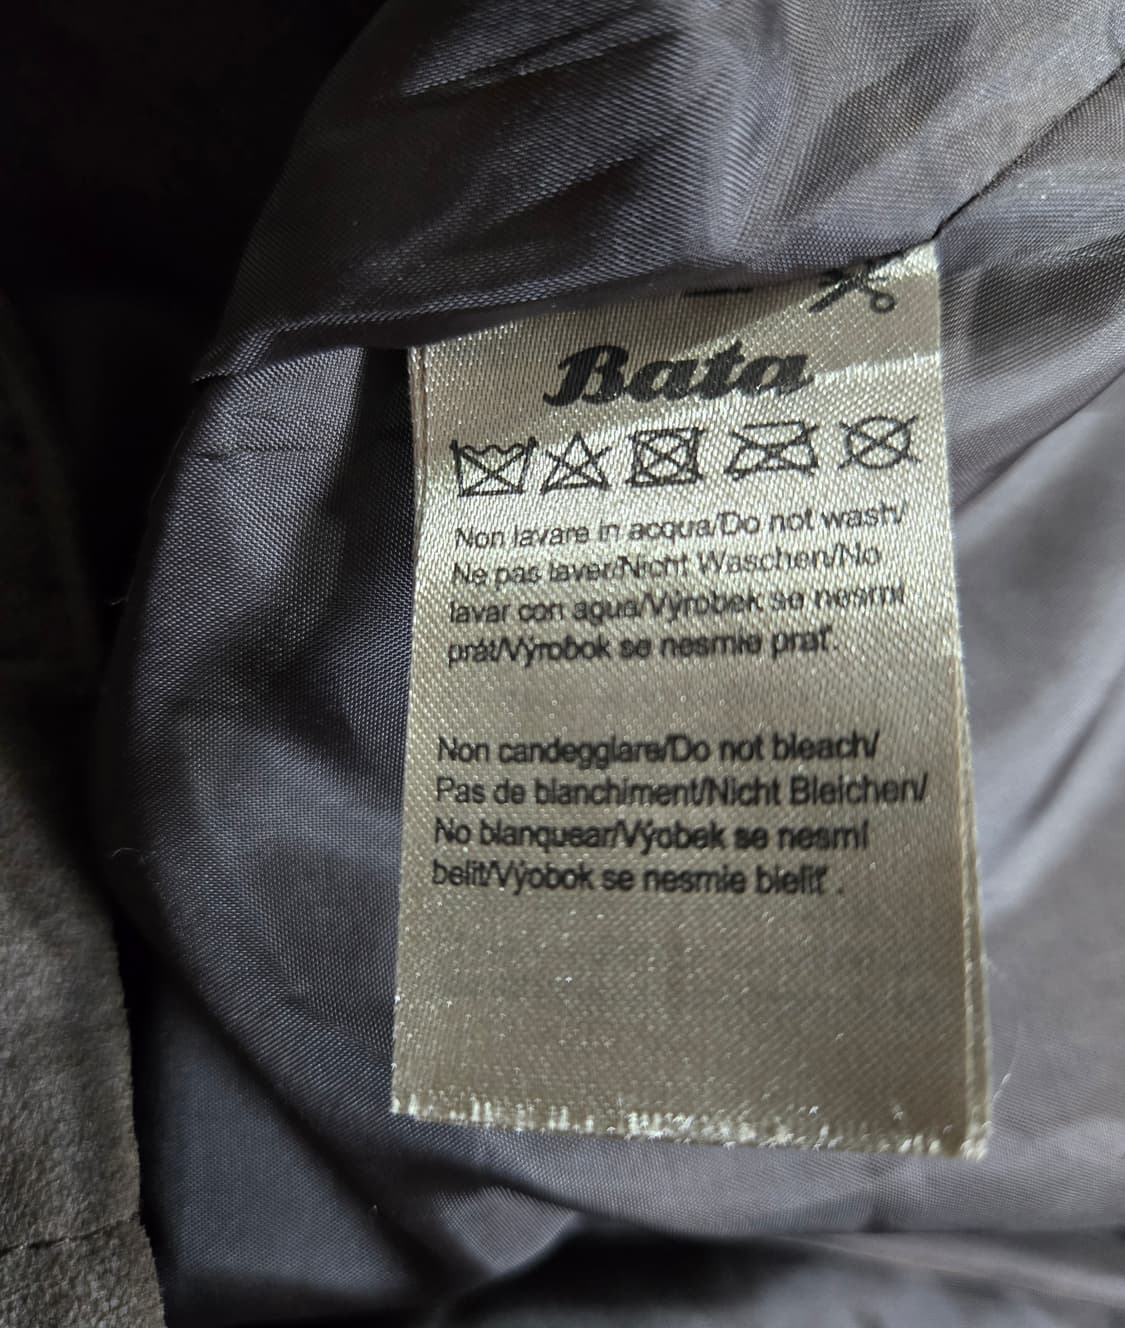 Bata
Non lavare in acqua/Do not wash/
Ne pas laver/Nicht Waschen/No
lavar con agua/Výrobek se nesmí
prát/Výrobok se nesmie prať.
Non candeggiare/Do not bleach/
Pas de blanchiment/Nicht Bleichen/
No blanquear/Výobek se nesmí
belit/Výobok se nesmie bieliť .